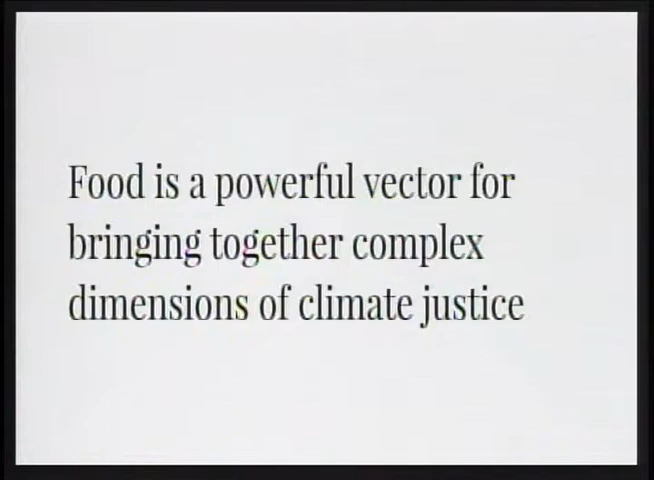 Food is a powerful vector for
bringing together complex
dimensions of climate justice